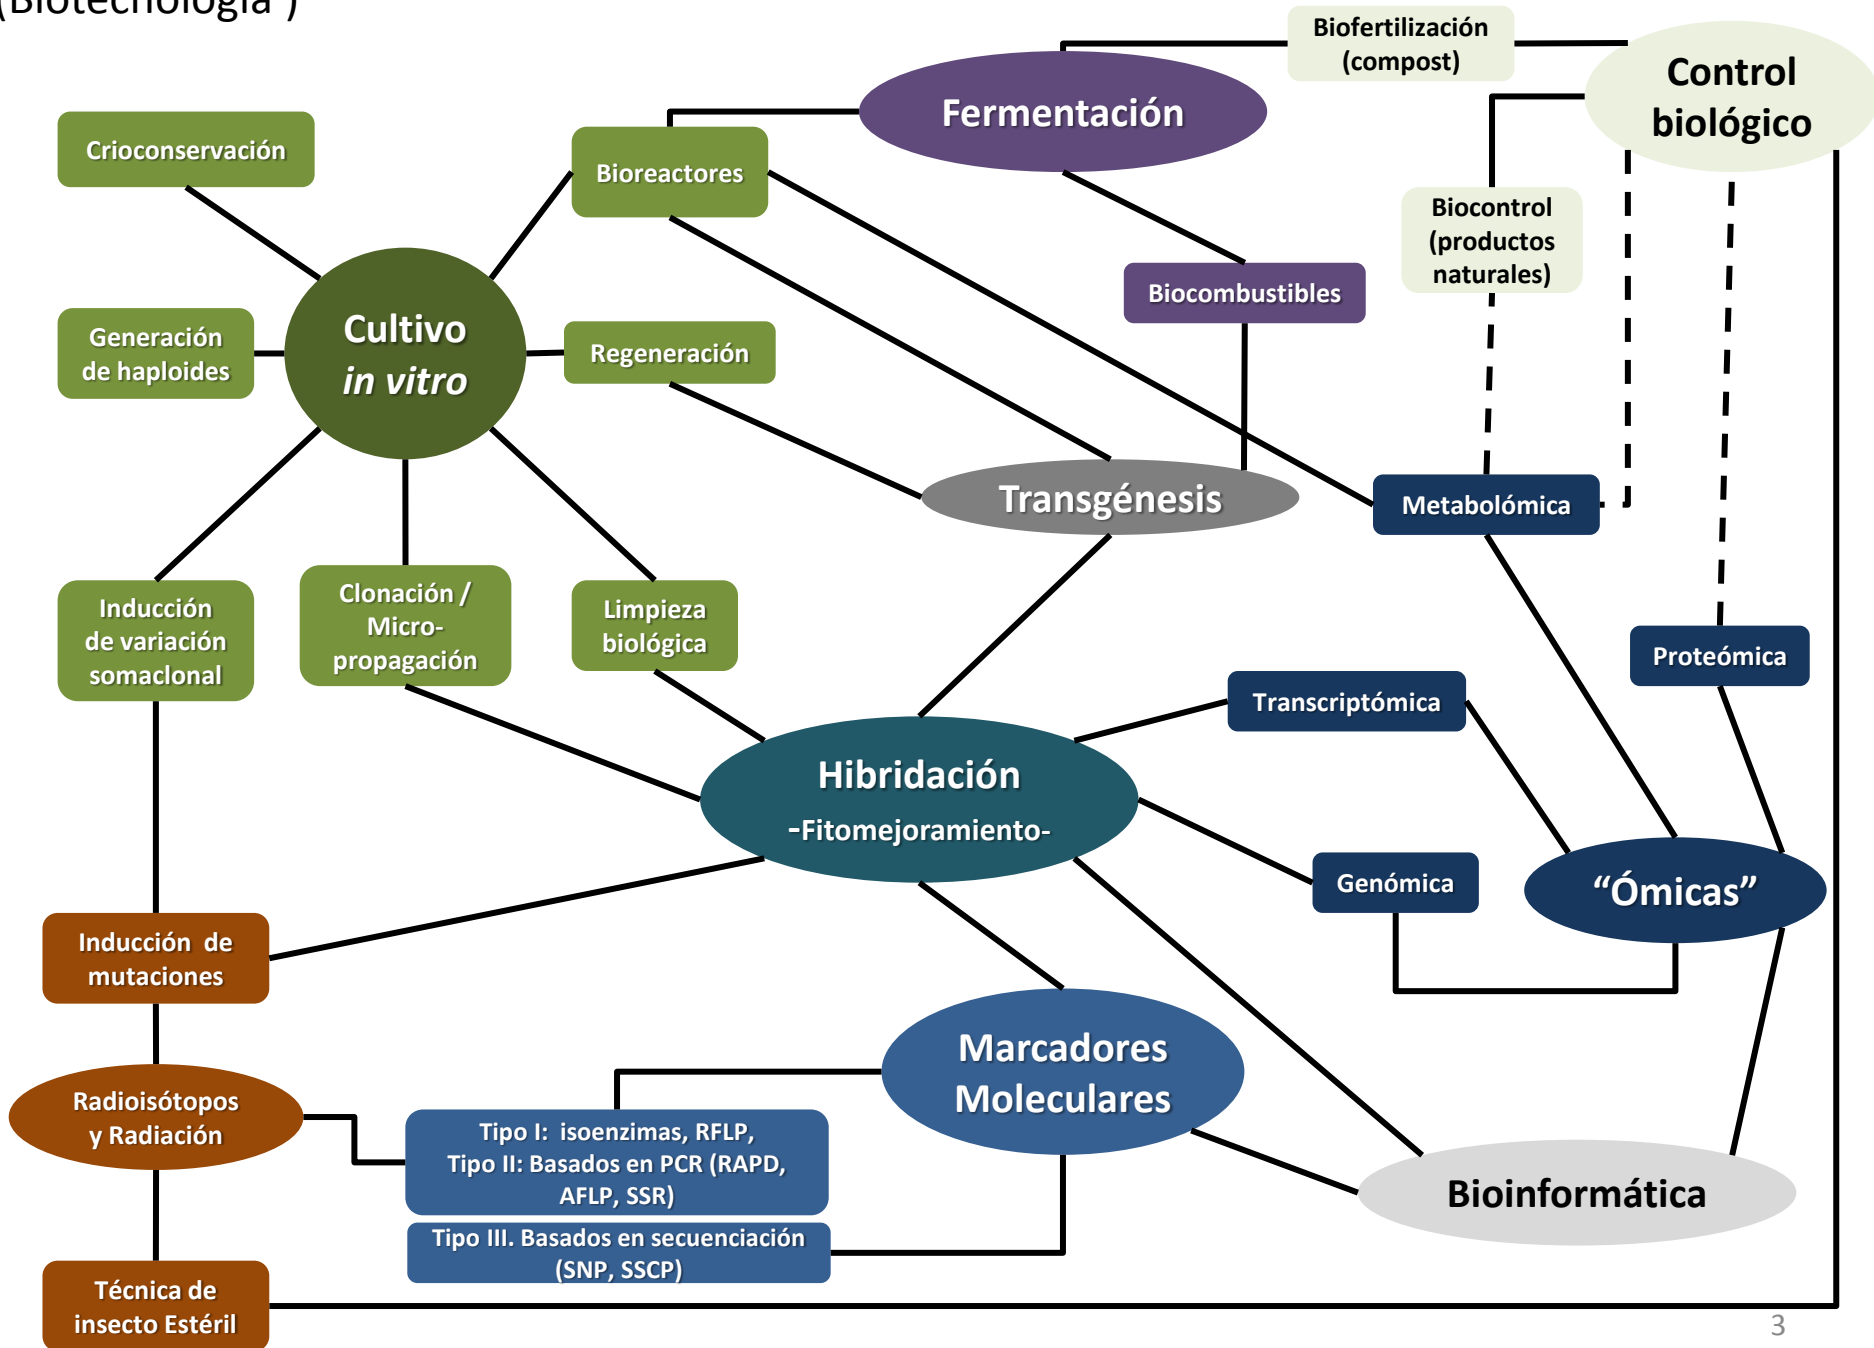 (Biotecnología )
Biofertilización
(compost)
Control
biológico
Fermentación
Crioconservación
Bioreactores
Biocontrol
(productos
naturales)
Biocombustibles
Generación
de haploides
Cultivo
in vitro
Regeneración
Transgénesis
Metabolómica
Inducción
de variación
somaclonal
Clonación /
Micro-
propagación
Limpieza
biológica
Proteómica
Transcriptómica
Hibridación
-Fitomejoramiento-
Genómica
“Ómicas”
Inducción de
mutaciones
Marcadores
Moleculares
Radioisótopos
y Radiación
Tipo I: isoenzimas, RFLP,
Tipo II: Basados en PCR (RAPD,
AFLP, SSR)
Bioinformática
Tipo III. Basados en secuenciación
(SNP, SSCP)
Técnica de
insecto Estéril
3